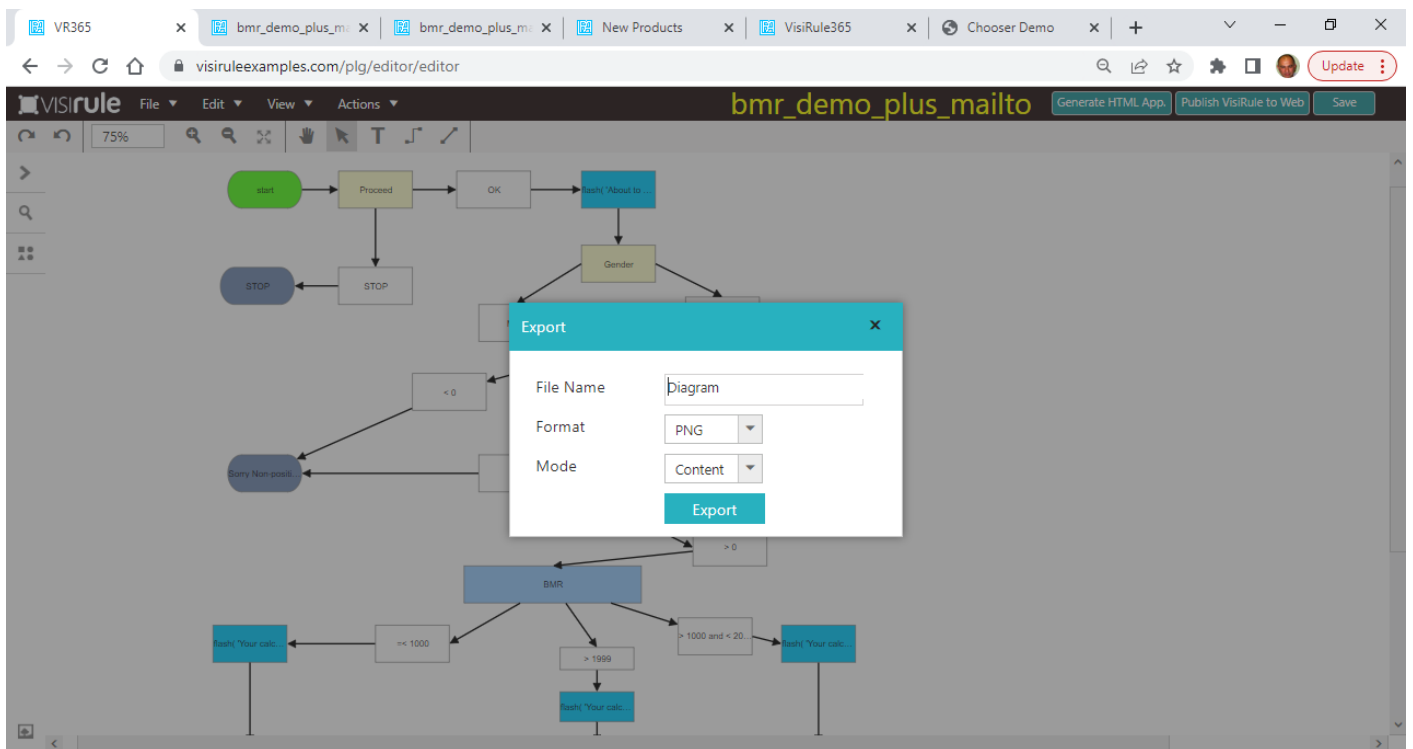 VR365
bmr_demo_plus_m
bmr_demo_plus_m
New Products
VisiRule365
Chooser Demo
visiruleexamples.com/plg/editor/editor
Update
VISIrule
File
Edit
View
Actions
bmr_demo_plus_mailto
Generate HTML App.
Publish VisiRule to Web
Save
75%
T
start
Proceed
OK
flash( 'About to ...
Gender
STOP
STOP
Export
File Name
Diagram
Format
PNG
Mode
Content
Export
< 0
Sorry Non-positi...
> 0
BMR
flash( 'Your calc...
=< 1000
> 1999
> 1000 and < 20...
flash( 'Your calc...
flash( 'Your calc...